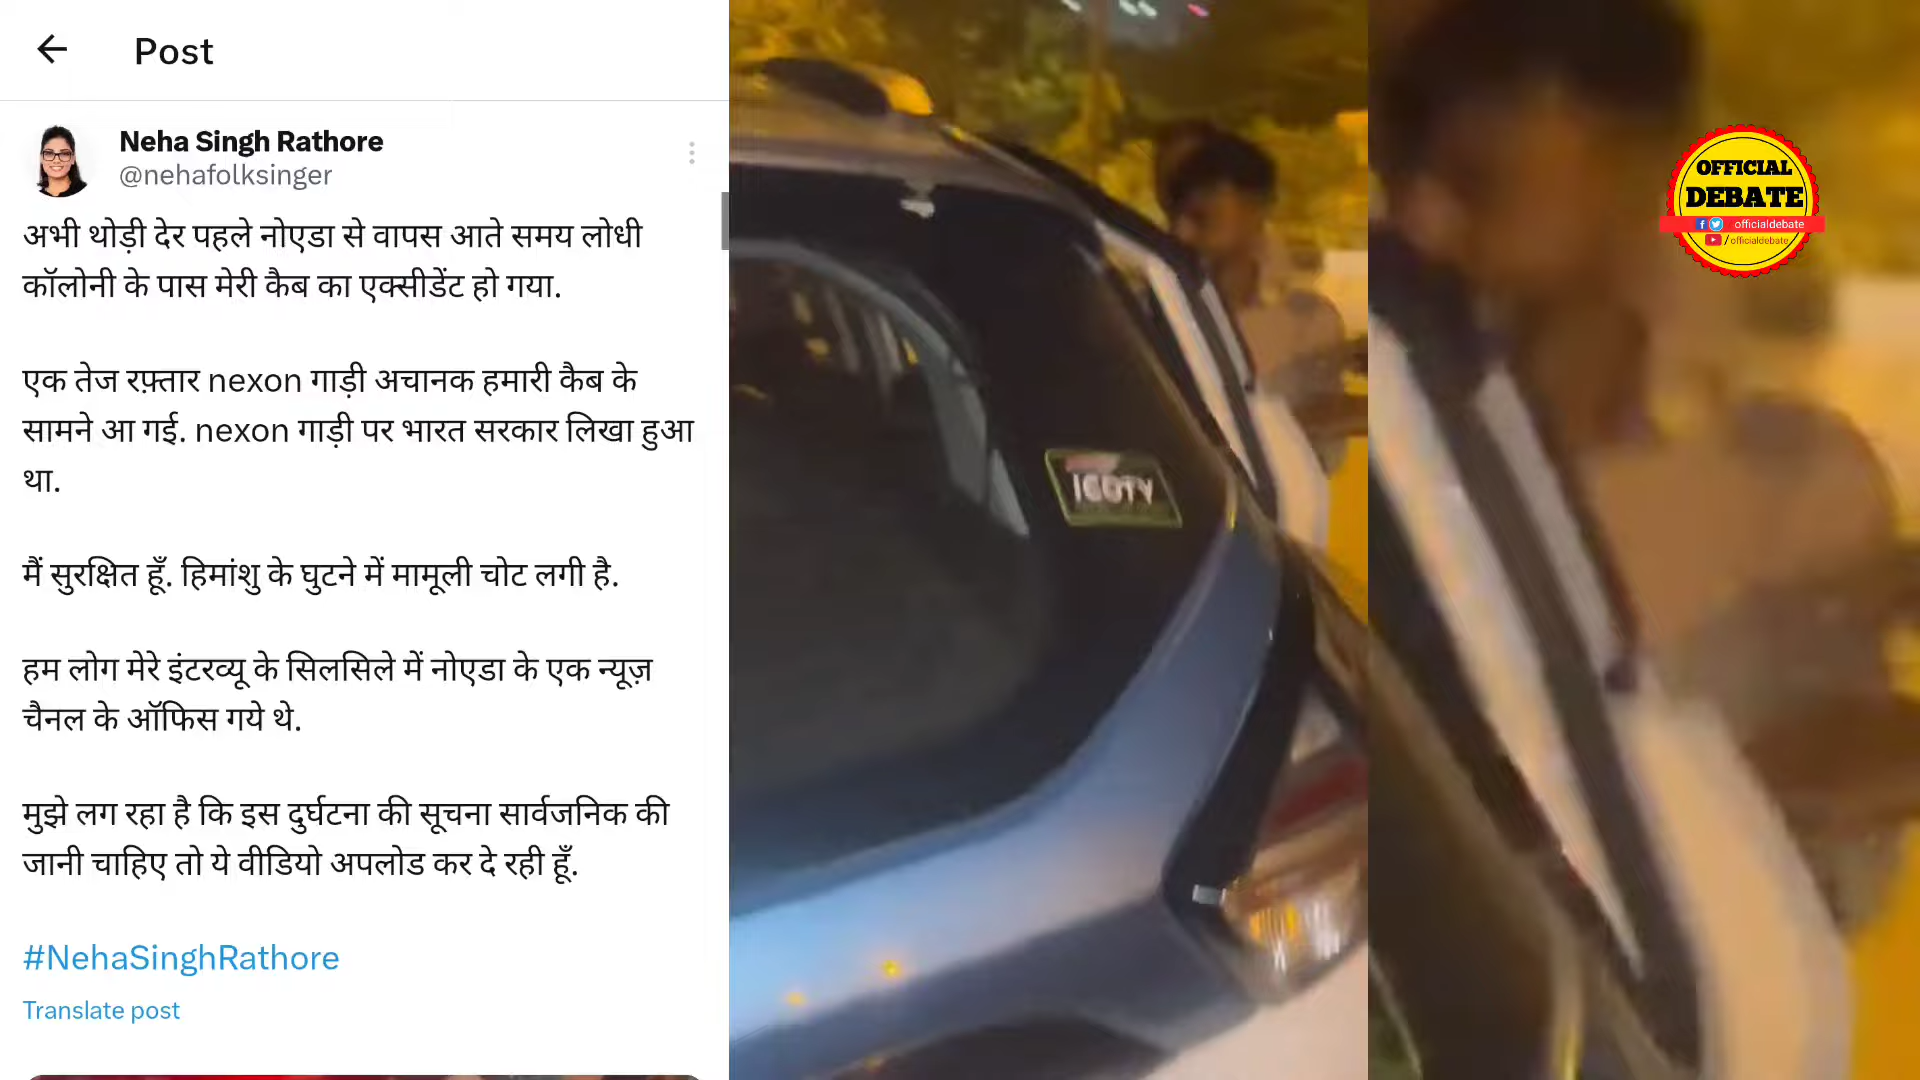 Post
Neha Singh Rathore
@nehafolksinger
अभी थोड़ी देर पहले नोएडा से वापस आते समय लोधी
कॉलोनी के पास मेरी कैब का एक्सीडेंट हो गया.
एक तेज रफ़्तार nexon गाड़ी अचानक हमारी कैब के
सामने आ गई. nexon गाड़ी पर भारत सरकार लिखा हुआ
था.
मैं सुरक्षित हूँ. हिमांशु के घुटने में मामूली चोट लगी है.
हम लोग मेरे इंटरव्यू के सिलसिले में नोएडा के एक न्यूज़
चैनल के ऑफिस गये थे.
मुझे लग रहा है कि इस दुर्घटना की सूचना सार्वजनिक की
जानी चाहिए तो ये वीडियो अपलोड कर दे रही हूँ.
#NehaSinghRathore
Translate post
ICOTY
OFFICIAL
DEBATE
officialdebate
/officialdebate